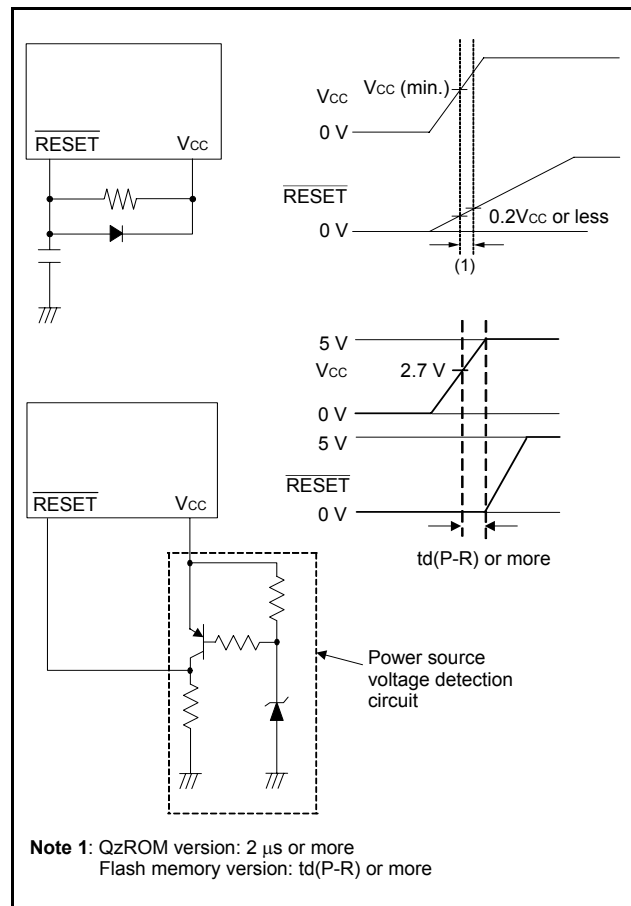 RESET
VCC
VCC
VCC (min.)
0 V
RESET
0 V
0.2VCC or less
(1)
RESET
VCC
5 V
VCC
2.7 V
0 V
5 V
RESET
0 V
td(P-R) or more
Power source
voltage detection
circuit
Note 1: QzROM version: 2 μs or more
Flash memory version: td(P-R) or more